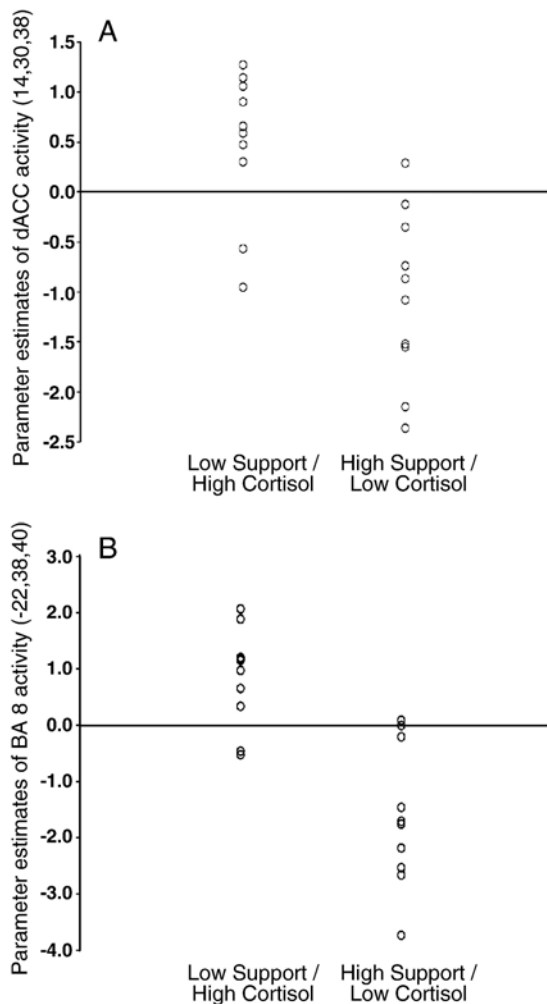 A
Parameter estimates of dACC activity (14,30,38)
1.5
1.0
0.5
0.0
-0.5
-1.0
-1.5
-2.0
-2.5
Low Support / High Support /
High Cortisol Low Cortisol
B
Parameter estimates of BA 8 activity (-22,38,40)
3.0
2.0
1.0
0.0
-1.0
-2.0
-3.0
-4.0
Low Support / High Support /
High Cortisol Low Cortisol